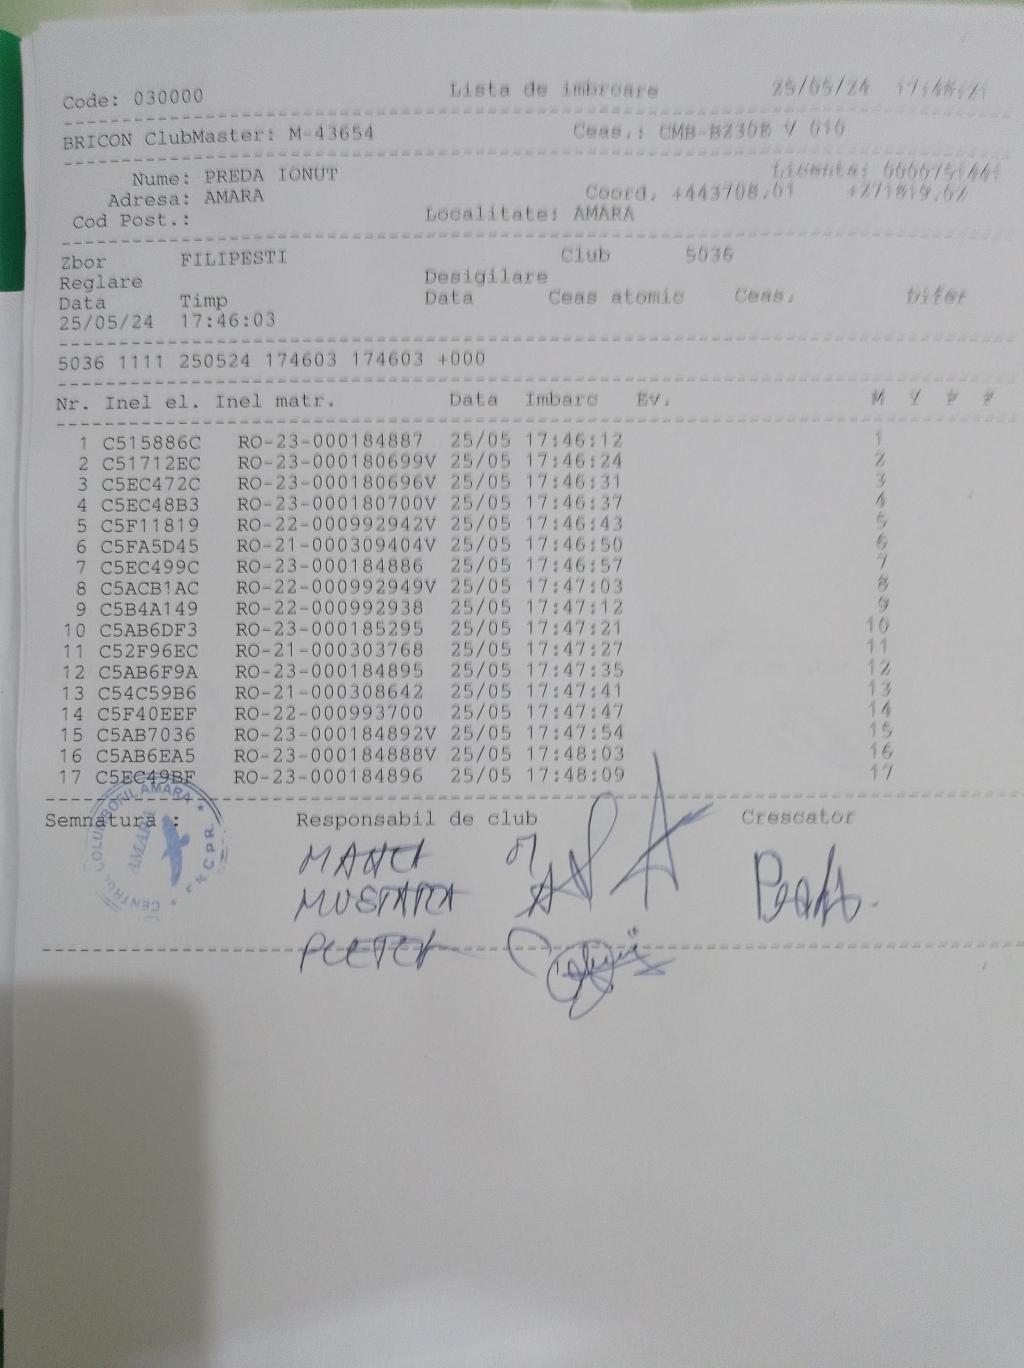 Code: 030000 Lista de imbrcare 25/05/24 17:48:21
BRICON ClubMaster: M-43654 Ceas.: CMB-B230E V 010
Nume: PREDA IONUT
Adresa: AMARA Coord. +443708.01 +271819.62
Cod Post.: Localitate: AMARA
Zbor FILIPESTI Club 5036
Reglare Desigilare
Data Timp Data Ceas atomic Ceas.
25/05/24 17:46:03
5036 1111 250524 174603 174603 +000
Nr. Inel el. Inel matr. Data Imbarc Ev. M
1 C515886C RO-23-000184887 25/05 17:46:12 1
2 C51712EC RO-23-000180699V 25/05 17:46:24 2
3 C5EC472C RO-23-000180696V 25/05 17:46:31 3
4 C5EC48B3 RO-23-000180700V 25/05 17:46:37 4
5 C5F11819 RO-22-000992942V 25/05 17:46:43 5
6 C5FA5D45 RO-21-000309404V 25/05 17:46:50 6
7 C5EC499C RO-23-000184886 25/05 17:46:57 7
8 C5ACB1AC RO-22-000992949V 25/05 17:47:03 8
9 C5B4A149 RO-22-000992938 25/05 17:47:12 9
10 C5AB6DF3 RO-23-000185295 25/05 17:47:21 10
11 C52F96EC RO-21-000303768 25/05 17:47:27 11
12 C5AB6F9A RO-23-000184895 25/05 17:47:35 12
13 C54C59B6 RO-21-000308642 25/05 17:47:41 13
14 C5F40EEF RO-22-000993700 25/05 17:47:47 14
15 C5AB7036 RO-23-000184892V 25/05 17:47:54 15
16 C5AB6EA5 RO-23-000184888V 25/05 17:48:03 16
17 C5EC49BF RO-23-000184896 25/05 17:48:09 17
Semnatura : Responsabil de club Crescator
CENTRUL COLUMBOFIL AMARA * FNCPR *
AMARA